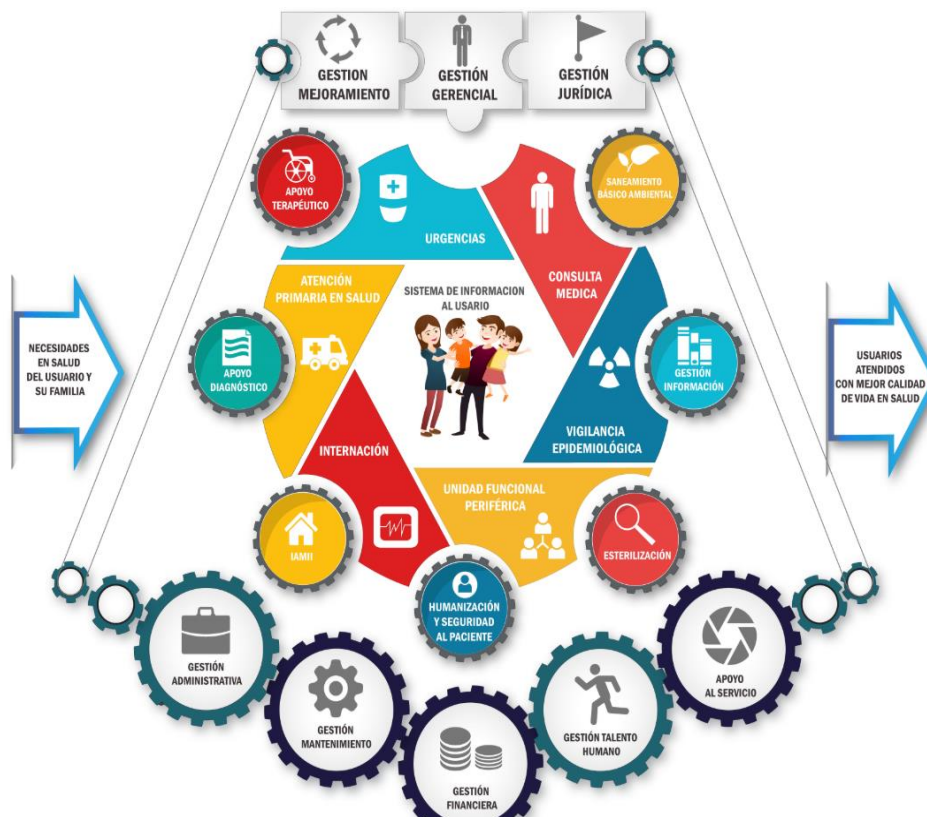 GESTION
MEJORAMIENTO
GESTIÓN
GERENCIAL
GESTIÓN
JURÍDICA
APOYO
TERAPÉUTICO
SANEAMIENTO
BÁSICO AMBIENTAL
URGENCIAS
CONSULTA
MEDICA
ATENCIÓN
PRIMARIA EN SALUD
SISTEMA DE INFORMACION
AL USARIO
NECESIDADES
EN SALUD
DEL USUARIO Y
SU FAMILIA
APOYO
DIAGNÓSTICO
GESTIÓN
INFORMACIÓN
USUARIOS
ATENDIDOS
CON MEJOR CALIDAD
DE VIDA EN SALUD
VIGILANCIA
EPIDEMIOLÓGICA
INTERNACIÓN
UNIDAD FUNCIONAL
PERIFÉRICA
IAMII
ESTERILIZACIÓN
HUMANIZACIÓN
Y SEGURIDAD
AL PACIENTE
GESTIÓN
ADMINISTRATIVA
GESTIÓN
MANTENIMIENTO
GESTIÓN
FINANCIERA
GESTIÓN TALENTO
HUMANO
APOYO
AL SERVICIO